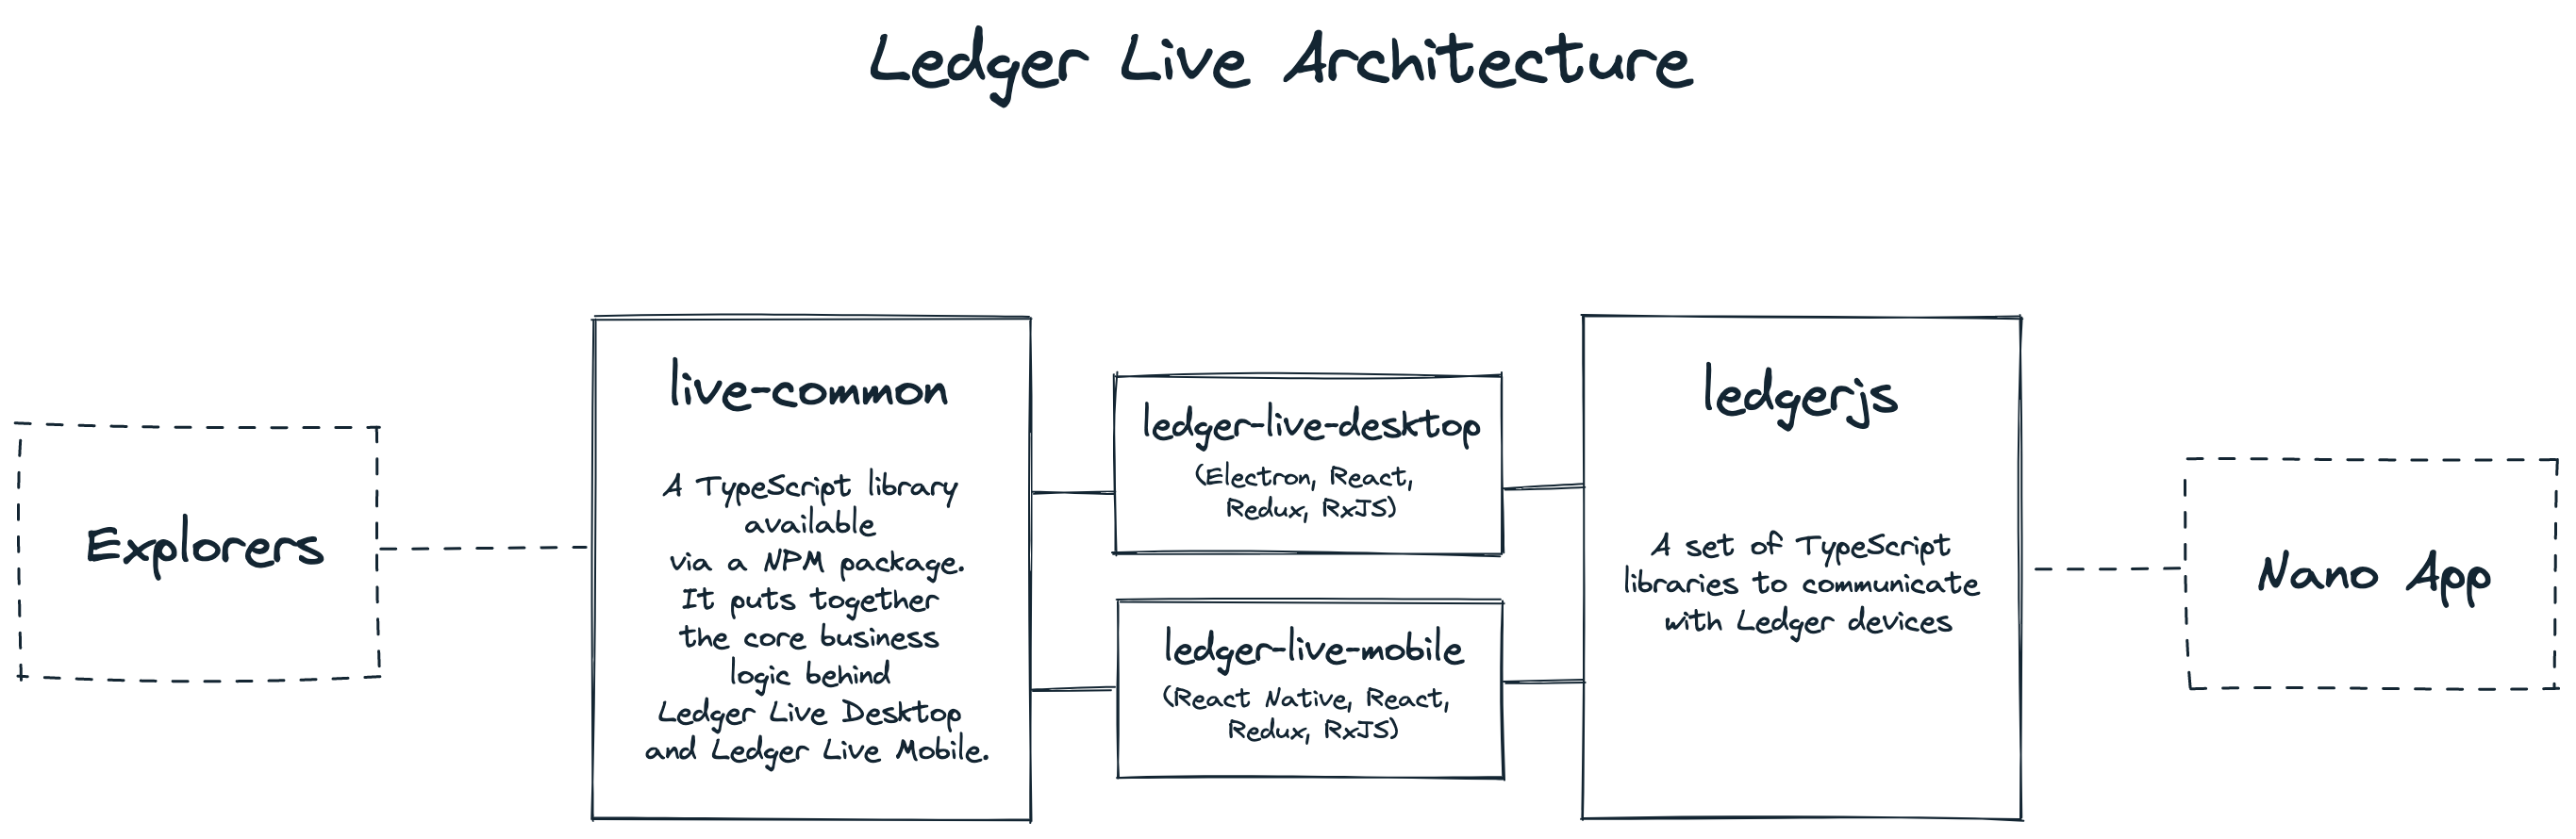 Ledger Live Architecture
Explorers
live-common
A TypeScript library
available
via a NPM package.
It puts together
the core business
logic behind
Ledger Live Desktop
and Ledger Live Mobile.
ledger-live-desktop
(Electron, React,
Redux, RxJS)
ledger-live-mobile
(React Native, React,
Redux, RxJS)
ledgerjs
A set of TypeScript
libraries to communicate
with Ledger devices
Nano App